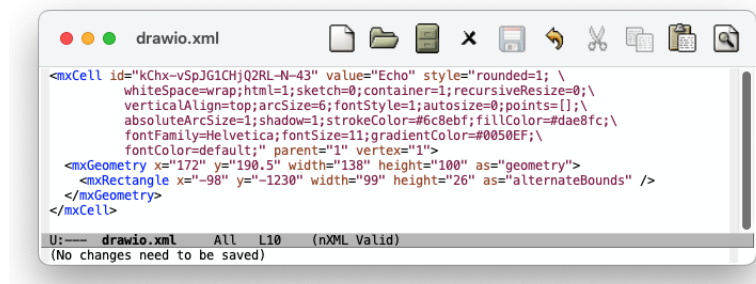 drawio.xml
<mxCell id="kChx-vSpJG1CHjQ2RL-N-43" value="Echo" style="rounded=1; \
whiteSpace=wrap;html=1;sketch=0;container=1;recursiveResize=0;\
verticalAlign=top;arcSize=6;fontStyle=1;autosize=0;points=[];\
absoluteArcSize=1;shadow=1;strokeColor=#6c8ebf;fillColor=#dae8fc;\
fontFamily=Helvetica;fontSize=11;gradientColor=#0050EF;\
fontColor=default;" parent="1" vertex="1">
<mxGeometry x="172" y="190.5" width="138" height="100" as="geometry">
<mxRectangle x="-98" y="-1230" width="99" height="26" as="alternateBounds" />
</mxGeometry>
</mxCell>
U:--- drawio.xml All L10 (nXML Valid)
(No changes need to be saved)